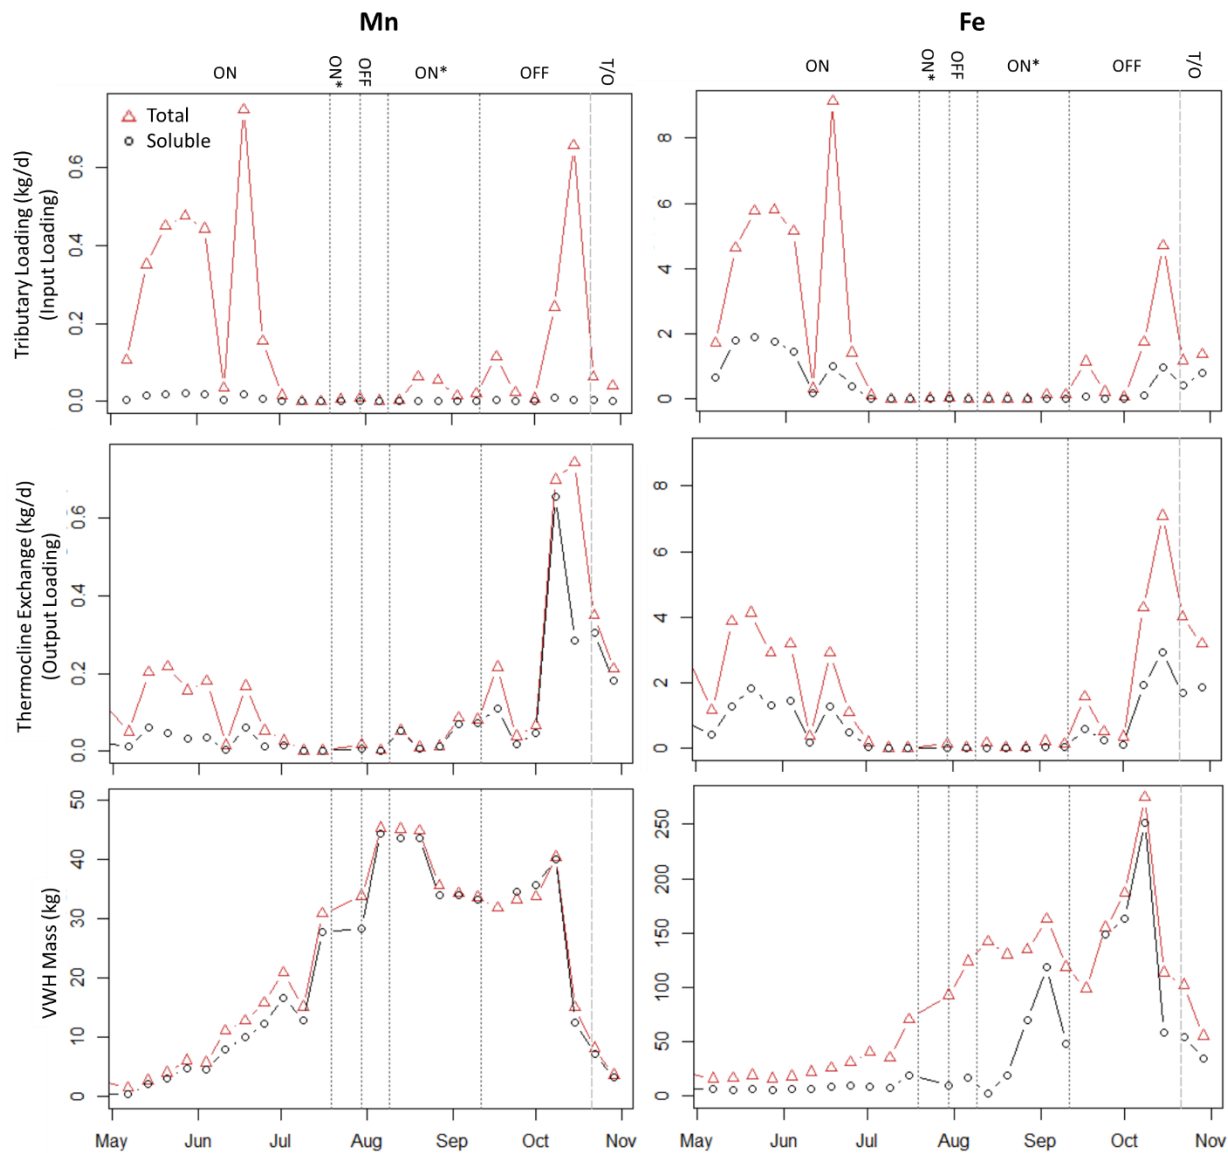 Mn
Fe
ON
ON*
OFF
ON*
OFF
T/O
ON
ON*
OFF
ON*
OFF
T/O
Total
Soluble
Tributary Loading (kg/d)
(Input Loading)
0.6
0.4
0.2
0.0
8
6
4
2
0
Thermocline Exchange (kg/d)
(Output Loading)
0.6
0.4
0.2
0.0
8
6
4
2
0
VWH Mass (kg)
50
40
30
20
10
0
250
200
150
100
50
0
May Jun Jul Aug Sep Oct Nov
May Jun Jul Aug Sep Oct Nov